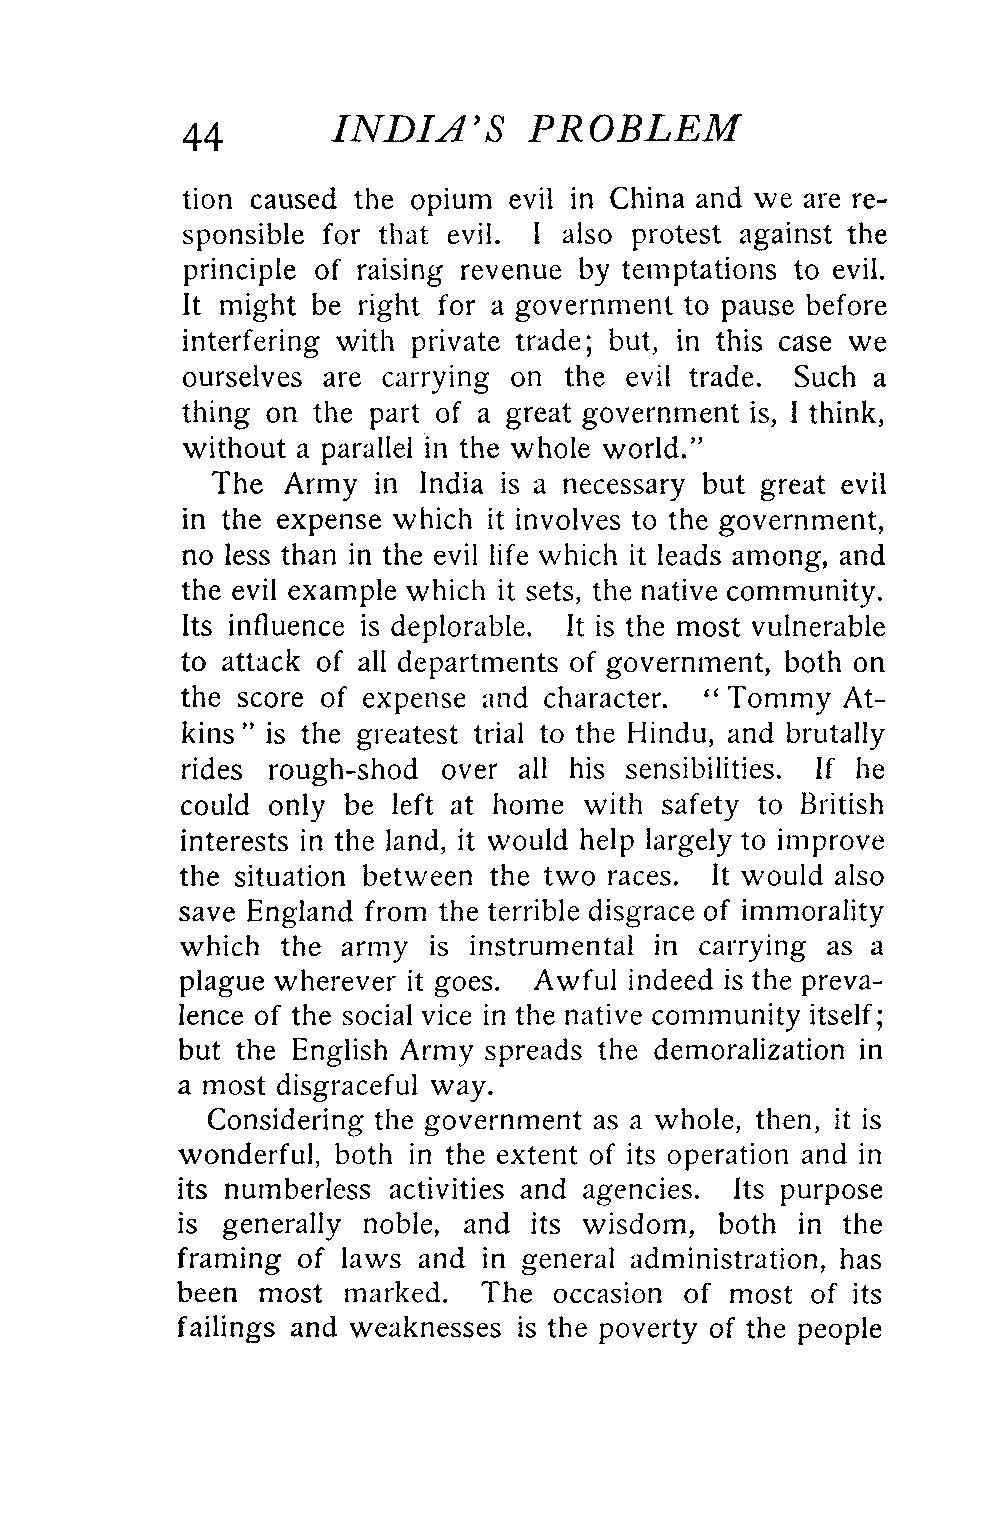 44 INDIA'S PROBLEM
tion caused the opium evil in China and we are re-
sponsible for that evil. I also protest against the
principle of raising revenue by temptations to evil.
It might be right for a government to pause before
interfering with private trade; but, in this case we
ourselves are carrying on the evil trade. Such a
thing on the part of a great government is, I think,
without a parallel in the whole world."
The Army in India is a necessary but great evil
in the expense which it involves to the government,
no less than in the evil life which it leads among, and
the evil example which it sets, the native community.
Its influence is deplorable. It is the most vulnerable
to attack of all departments of government, both on
the score of expense and character. "Tommy At-
kins" is the greatest trial to the Hindu, and brutally
rides rough-shod over all his sensibilities. If he
could only be left at home with safety to British
interests in the land, it would help largely to improve
the situation between the two races. It would also
save England from the terrible disgrace of immorality
which the army is instrumental in carrying as a
plague wherever it goes. Awful indeed is the preva-
lence of the social vice in the native community itself;
but the English Army spreads the demoralization in
a most disgraceful way.
Considering the government as a whole, then, it is
wonderful, both in the extent of its operation and in
its numberless activities and agencies. Its purpose
is generally noble, and its wisdom, both in the
framing of laws and in general administration, has
been most marked. The occasion of most of its
failings and weaknesses is the poverty of the people